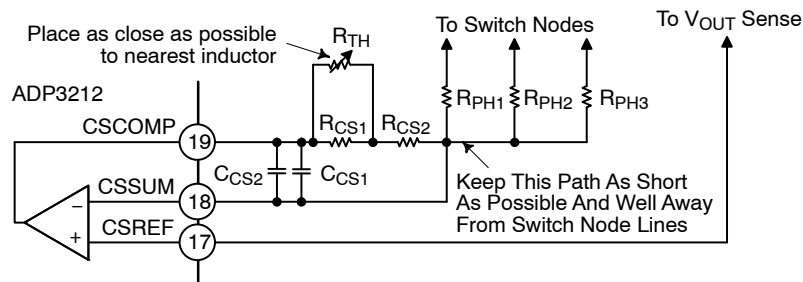 To Switch Nodes
To VOUT Sense
Place as close as possible
to nearest inductor
RTH
ADP3212
RPH1
RPH2
RPH3
CSCOMP
19
RCS1
RCS2
CCS2
CCS1
CSSUM
18
Keep This Path As Short
As Possible And Well Away
From Switch Node Lines
−
+
CSREF
17